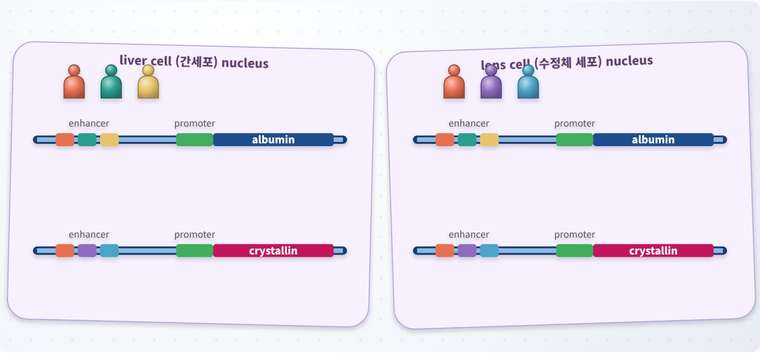 liver cell (간세포) nucleus
enhancer promoter
albumin
enhancer promoter
crystallin
lens cell (수정체 세포) nucleus
enhancer promoter
albumin
enhancer promoter
crystallin